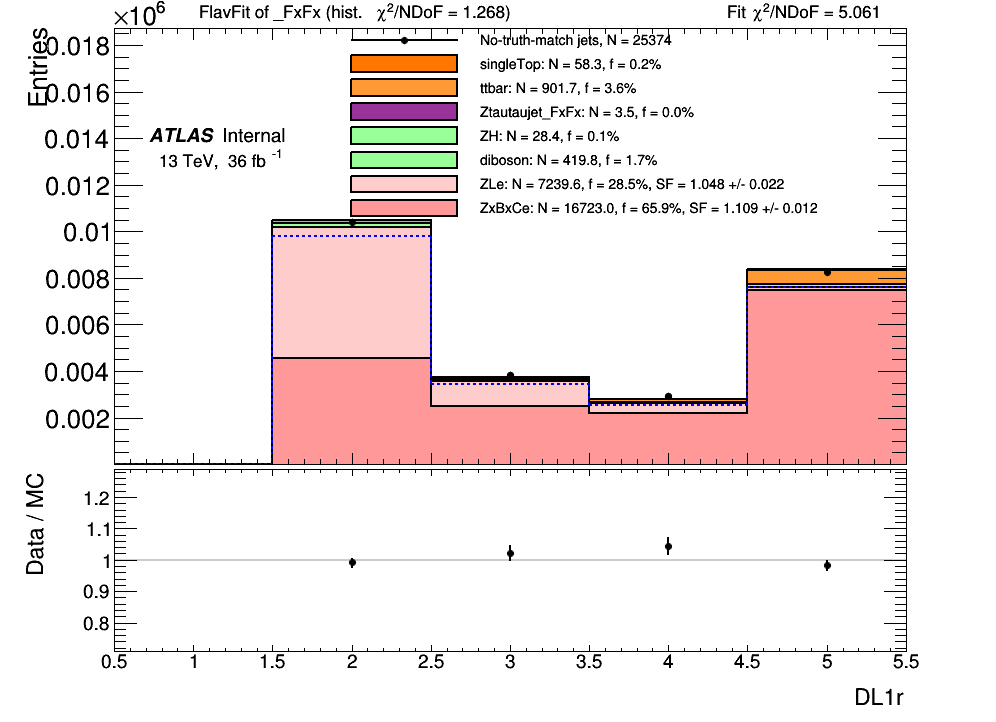 ×10⁶
FlavFit of _FxFx (hist. χ²/NDoF = 1.268)
Fit χ²/NDoF = 5.061
Entries
0.018
0.016
0.014
0.012
0.01
0.008
0.006
0.004
0.002
No-truth-match jets, N = 25374
singleTop: N = 58.3, f = 0.2%
ttbar: N = 901.7, f = 3.6%
Ztautaujet_FxFx: N = 3.5, f = 0.0%
ZH: N = 28.4, f = 0.1%
diboson: N = 419.8, f = 1.7%
ZLe: N = 7239.6, f = 28.5%, SF = 1.048 +/- 0.022
ZxBxCe: N = 16723.0, f = 65.9%, SF = 1.109 +/- 0.012
ATLAS Internal
13 TeV, 36 fb⁻¹
Data / MC
1.2
1.1
1
0.9
0.8
0.5 1 1.5 2 2.5 3 3.5 4 4.5 5 5.5
DL1r